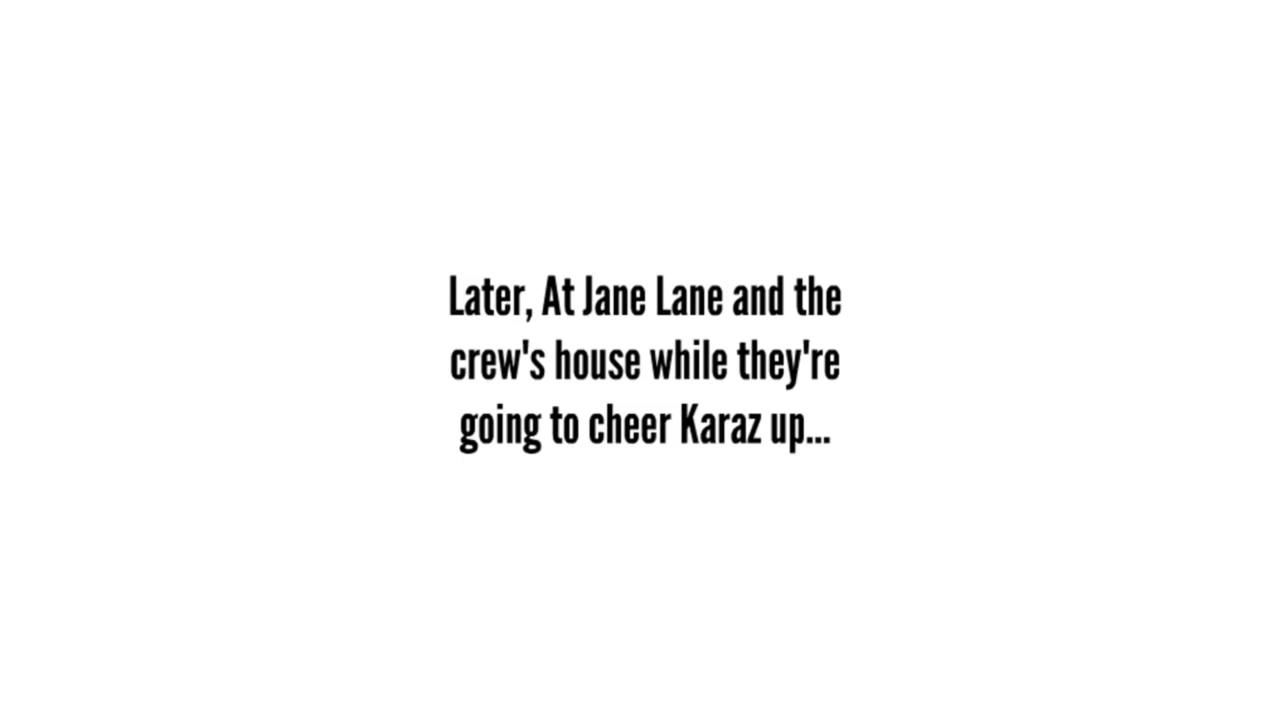 Later, At Jane Lane and the
crew's house while they're
going to cheer Karaz up...